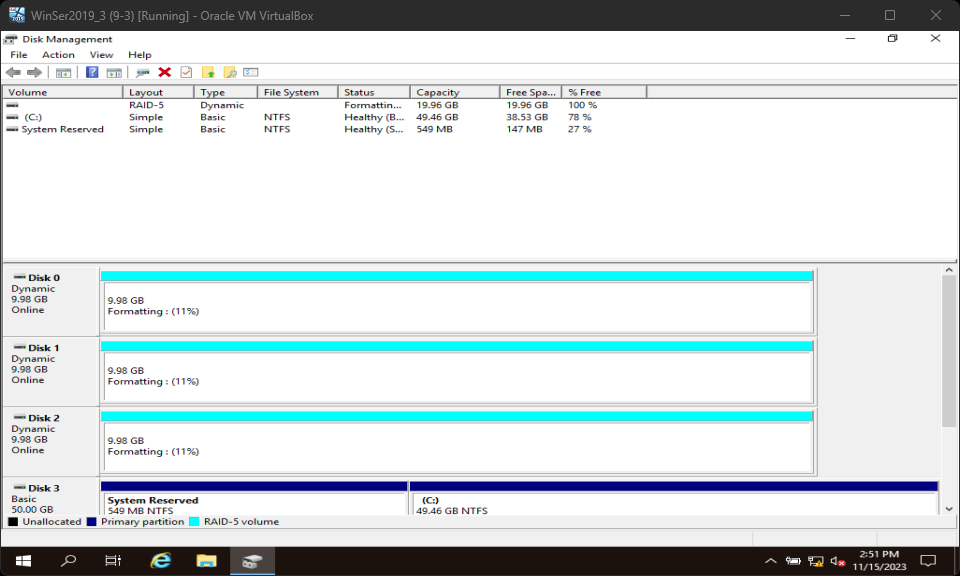 WinSer2019_3 (9-3) [Running] - Oracle VM VirtualBox
Disk Management
File Action View Help
Volume Layout Type File System Status Capacity Free Spa... % Free
RAID-5 Dynamic Formattin... 19.96 GB 19.96 GB 100 %
(C:) Simple Basic NTFS Healthy (B... 49.46 GB 38.53 GB 78 %
System Reserved Simple Basic NTFS Healthy (S... 549 MB 147 MB 27 %
Disk 0
Dynamic
9.98 GB
Online
9.98 GB
Formatting : (11%)
Disk 1
Dynamic
9.98 GB
Online
9.98 GB
Formatting : (11%)
Disk 2
Dynamic
9.98 GB
Online
9.98 GB
Formatting : (11%)
Disk 3
Basic
50.00 GB
System Reserved
549 MB NTFS
(C:)
49.46 GB NTFS
Unallocated Primary partition RAID-5 volume
2:51 PM
11/15/2023